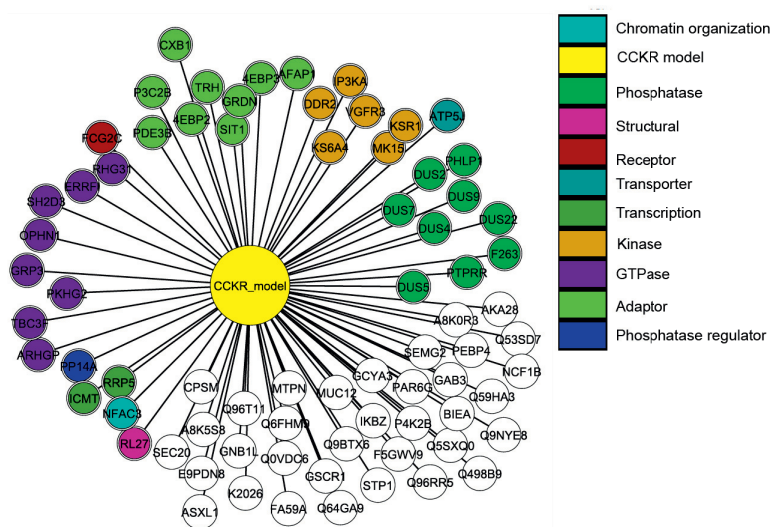 CXB1
4EBP3
AFAP1
P3C2B
TRH
GRDN
DDR2
IP3KA
VGFR3
4EBP2
SIT1
PDE3B
KSR1
ATP5J
KS6A4
MK15
FCG2C
RHG31
ERRFI
SH2D3
OPHN1
GRP3
PKHG2
TBC3F
ARHGP
DUS2
PHLP1
DUS9
DUS7
DUS4
DUS22
F263
PTPRR
DUS5
CCKR_model
PP14A
ICMT
RRP5
NFAC3
RL27
AKA28
A8K0R3
Q53SD7
SEMG2
PEBP4
NCF1B
GCYA3
PAR6G
GAB3
Q59HA3
CPSM
Q96T11
MTPN
MUC12
IKBZ
P4K2B
BIEA
Q9NYE8
A8K5S8
Q6FHM9
Q9BTX6
F5GWV9
Q5SXQ0
SEC20
GNB1L
Q0VDC6
E9PDN8
GSCR1
STP1
Q96RR5
Q498B9
K2026
ASXL1
FA59A
Q64GA9
Chromatin organization
CCKR model
Phosphatase
Structural
Receptor
Transporter
Transcription
Kinase
GTPase
Adaptor
Phosphatase regulator